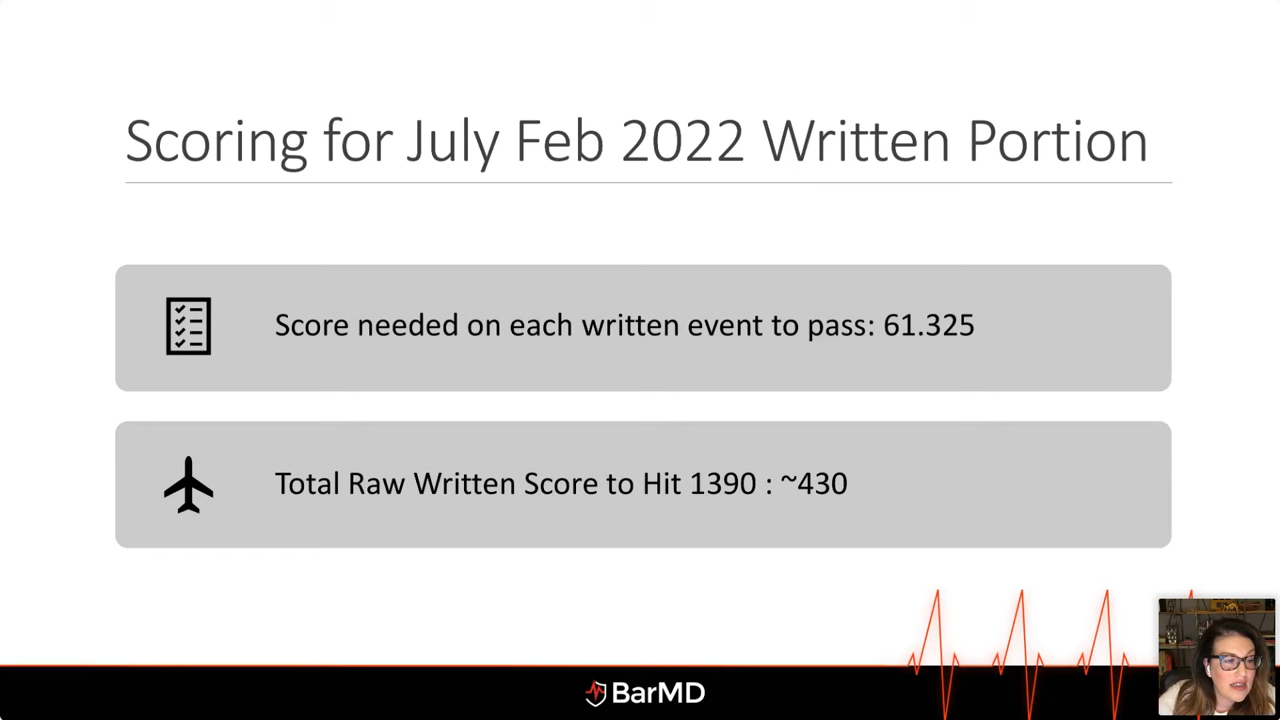 Scoring for July Feb 2022 Written Portion
Score needed on each written event to pass: 61.325
Total Raw Written Score to Hit 1390 : ~430
BarMD